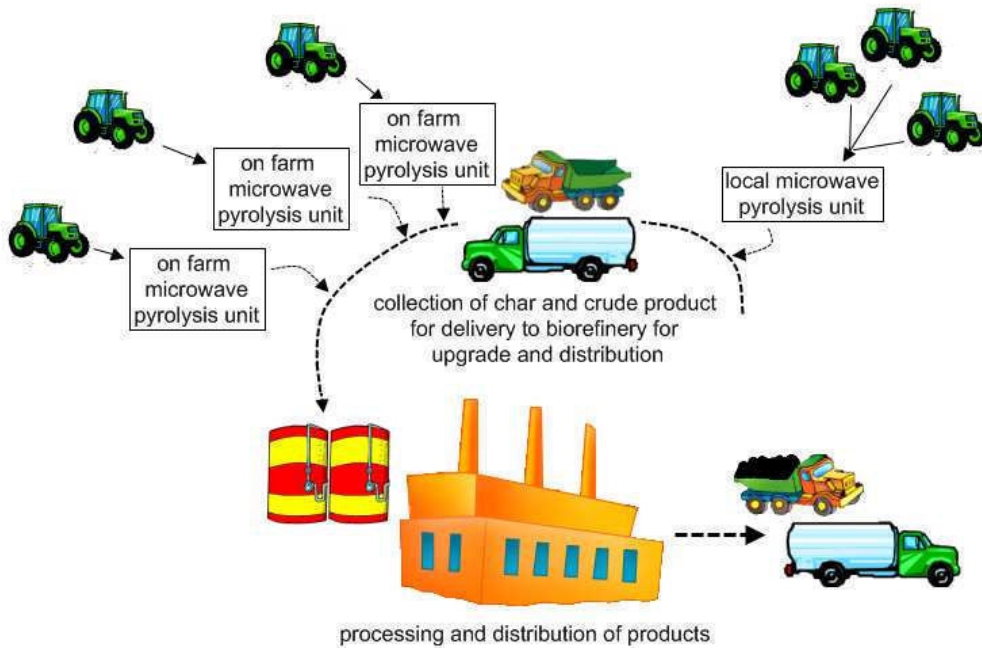 on farm
microwave
pyrolysis unit
on farm
microwave
pyrolysis unit
on farm
microwave
pyrolysis unit
local microwave
pyrolysis unit
collection of char and crude product
for delivery to biorefinery for
upgrade and distribution
processing and distribution of products